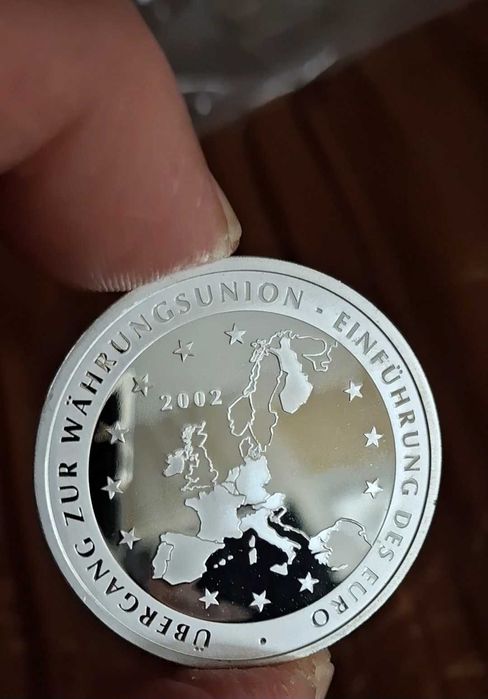 ÜBERGANG ZUR WÄHRUNGSUNION - EINFÜHRUNG DES EURO •
2002